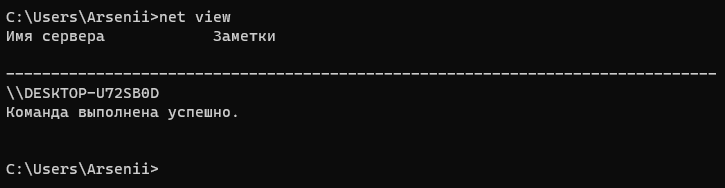 C:\Users\Arsenii>net view
Имя сервера            Заметки
-------------------------------------------------------------------------------
\\DESKTOP-U72SB0D
Команда выполнена успешно.
C:\Users\Arsenii>